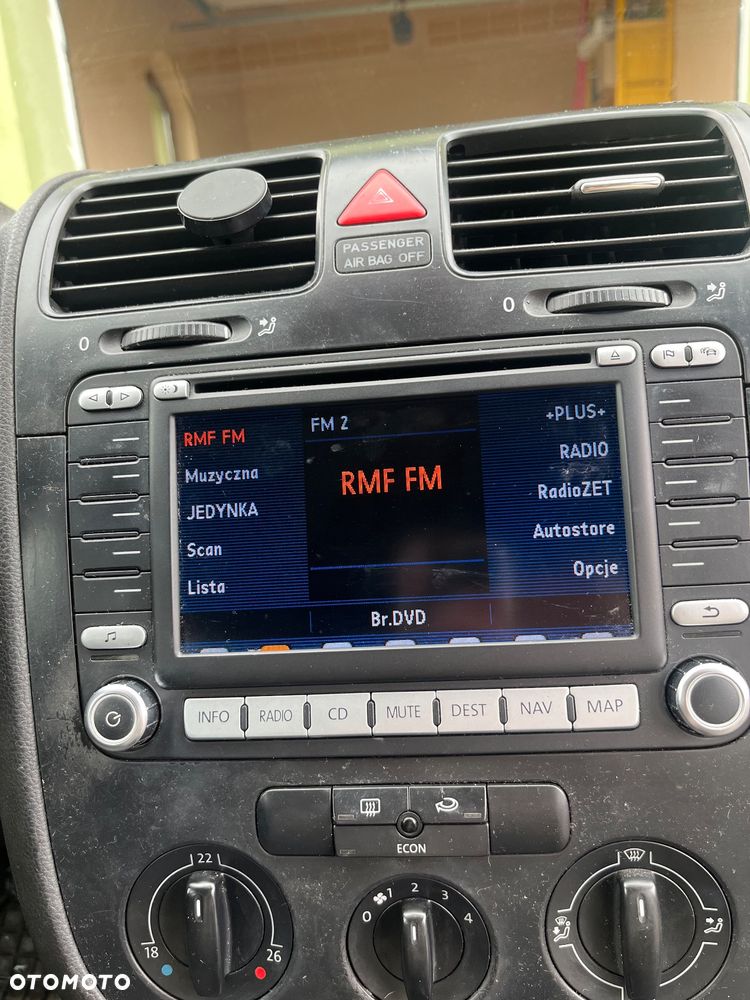 PASSENGER
AIR BAG OFF
0
0
RMF FM
Muzyczna
JEDYNKA
Scan
Lista
FM 2
RMF FM
+PLUS+
RADIO
RadioZET
Autostore
Opcje
Br.DVD
INFO
RADIO
CD
MUTE
DEST
NAV
MAP
ECON
18
22
26
0
1
2
3
4
OTOMOTO